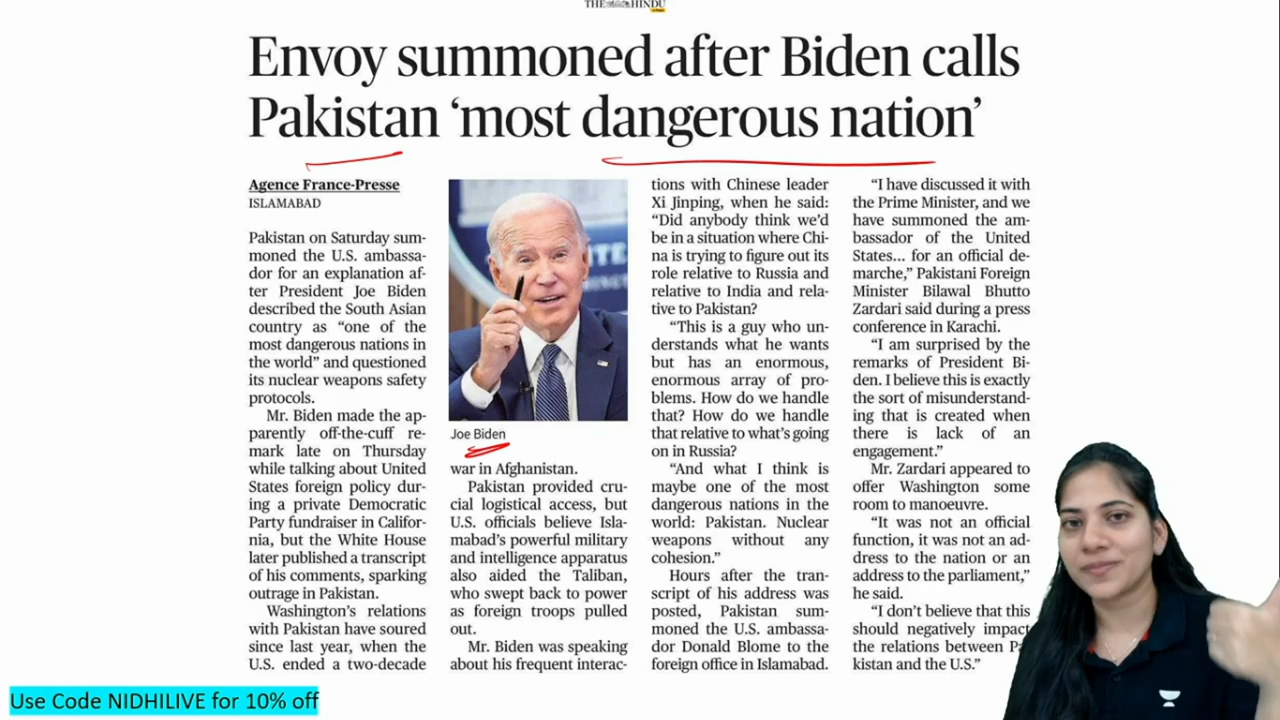 THE HINDU
Envoy summoned after Biden calls
Pakistan ‘most dangerous nation’
Agence France-Presse
ISLAMABAD
Pakistan on Saturday sum-
moned the U.S. ambassa-
dor for an explanation af-
ter President Joe Biden
described the South Asian
country as “one of the
most dangerous nations in
the world” and questioned
its nuclear weapons safety
protocols.
Mr. Biden made the ap-
parently off-the-cuff re-
mark late on Thursday
while talking about United
States foreign policy dur-
ing a private Democratic
Party fundraiser in Califor-
nia, but the White House
later published a transcript
of his comments, sparking
outrage in Pakistan.
Washington’s relations
with Pakistan have soured
since last year, when the
U.S. ended a two-decade
Joe Biden
war in Afghanistan.
Pakistan provided cru-
cial logistical access, but
U.S. officials believe Isla-
mabad’s powerful military
and intelligence apparatus
also aided the Taliban,
who swept back to power
as foreign troops pulled
out.
Mr. Biden was speaking
about his frequent interac-
tions with Chinese leader
Xi Jinping, when he said:
“Did anybody think we’d
be in a situation where Chi-
na is trying to figure out its
role relative to Russia and
relative to India and rela-
tive to Pakistan?
“This is a guy who un-
derstands what he wants
but has an enormous,
enormous array of pro-
blems. How do we handle
that? How do we handle
that relative to what’s going
on in Russia?
“And what I think is
maybe one of the most
dangerous nations in the
world: Pakistan. Nuclear
weapons without any
cohesion.”
Hours after the tran-
script of his address was
posted, Pakistan sum-
moned the U.S. ambassa-
dor Donald Blome to the
foreign office in Islamabad.
“I have discussed it with
the Prime Minister, and we
have summoned the am-
bassador of the United
States... for an official de-
marche,” Pakistani Foreign
Minister Bilawal Bhutto
Zardari said during a press
conference in Karachi.
“I am surprised by the
remarks of President Bi-
den. I believe this is exactly
the sort of misunderstand-
ing that is created when
there is lack of an
engagement.”
Mr. Zardari appeared to
offer Washington some
room to manoeuvre.
“It was not an official
function, it was not an ad-
dress to the nation or an
address to the parliament,”
he said.
“I don’t believe that this
should negatively impact
the relations between Pa-
kistan and the U.S.”
Use Code NIDHILIVE for 10% off